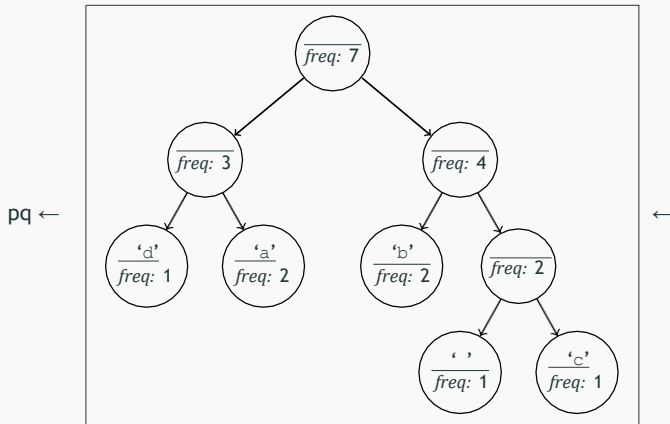 freq: 7
freq: 3
freq: 4
pq ←
←
‘d’
freq: 1
‘a’
freq: 2
‘b’
freq: 2
freq: 2
‘ ’
freq: 1
‘c’
freq: 1